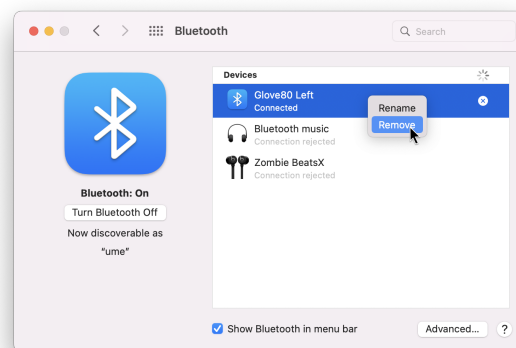 Bluetooth
Search
Devices
Glove80 Left
Connected
Rename
Remove
Bluetooth music
Connection rejected
Zombie BeatsX
Connection rejected
Bluetooth: On
Turn Bluetooth Off
Now discoverable as
“ume”
Show Bluetooth in menu bar
Advanced...
?